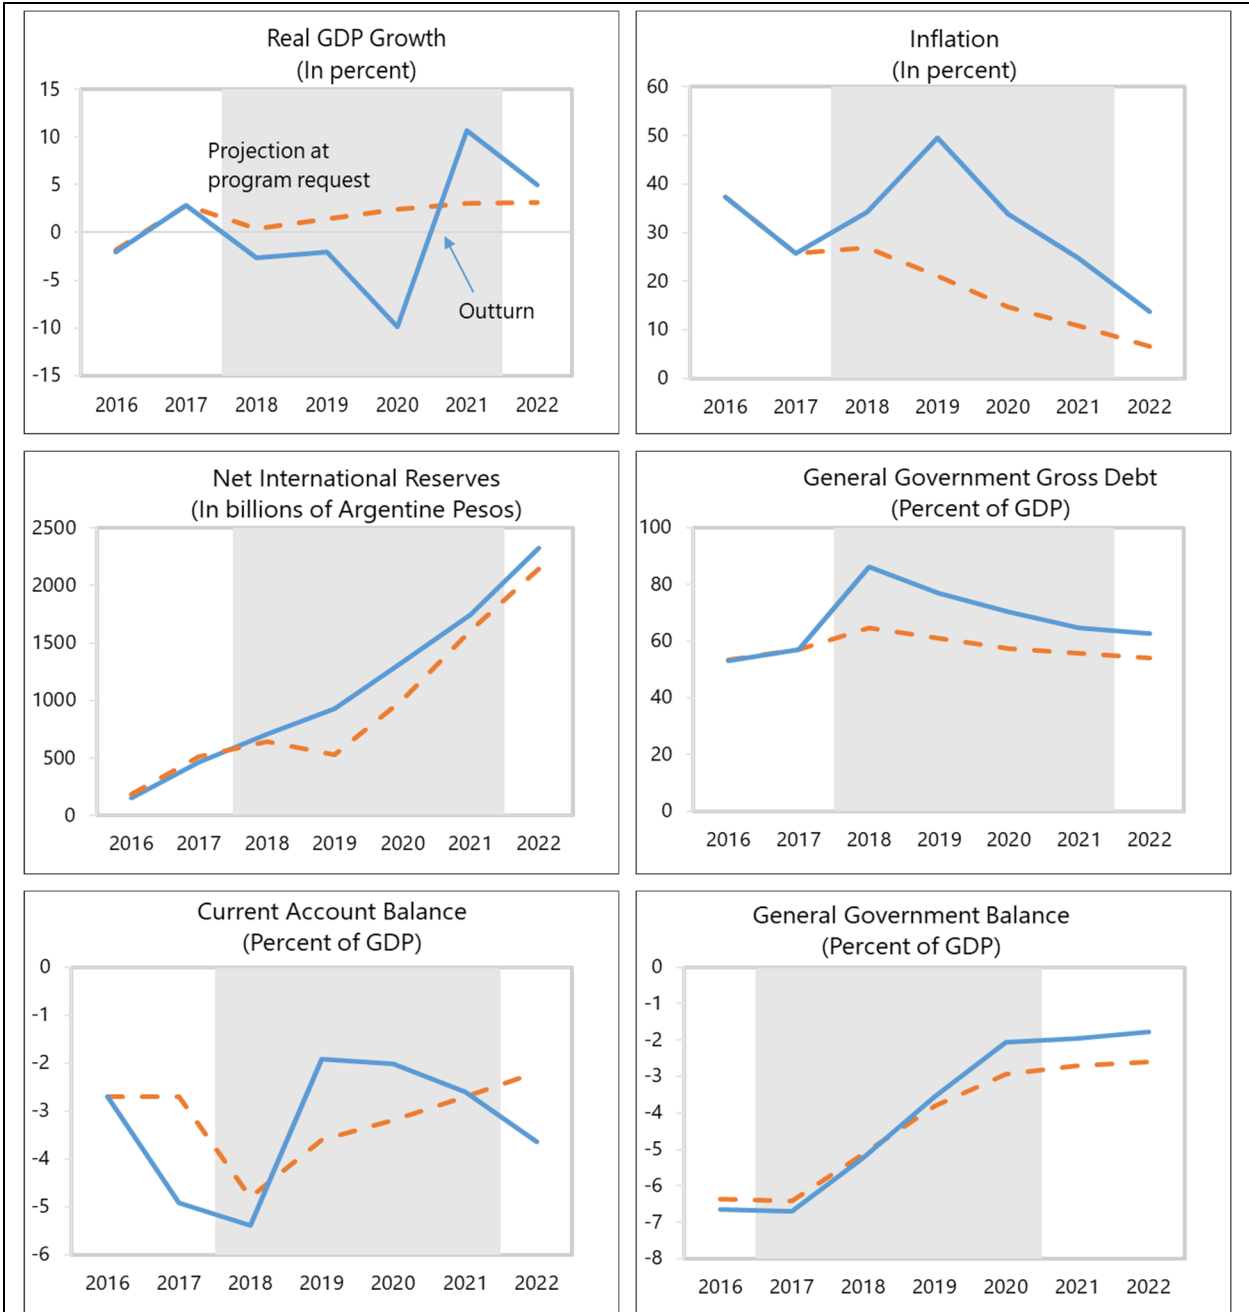 Real GDP Growth
(In percent)
15
10
5
0
-5
-10
-15
Projection at
program request
Outturn
2016 2017 2018 2019 2020 2021 2022
Inflation
(In percent)
60
50
40
30
20
10
0
2016 2017 2018 2019 2020 2021 2022
Net International Reserves
(In billions of Argentine Pesos)
2500
2000
1500
1000
500
0
2016 2017 2018 2019 2020 2021 2022
General Government Gross Debt
(Percent of GDP)
100
80
60
40
20
0
2016 2017 2018 2019 2020 2021 2022
Current Account Balance
(Percent of GDP)
0
-1
-2
-3
-4
-5
-6
2016 2017 2018 2019 2020 2021 2022
General Government Balance
(Percent of GDP)
0
-1
-2
-3
-4
-5
-6
-7
-8
2016 2017 2018 2019 2020 2021 2022